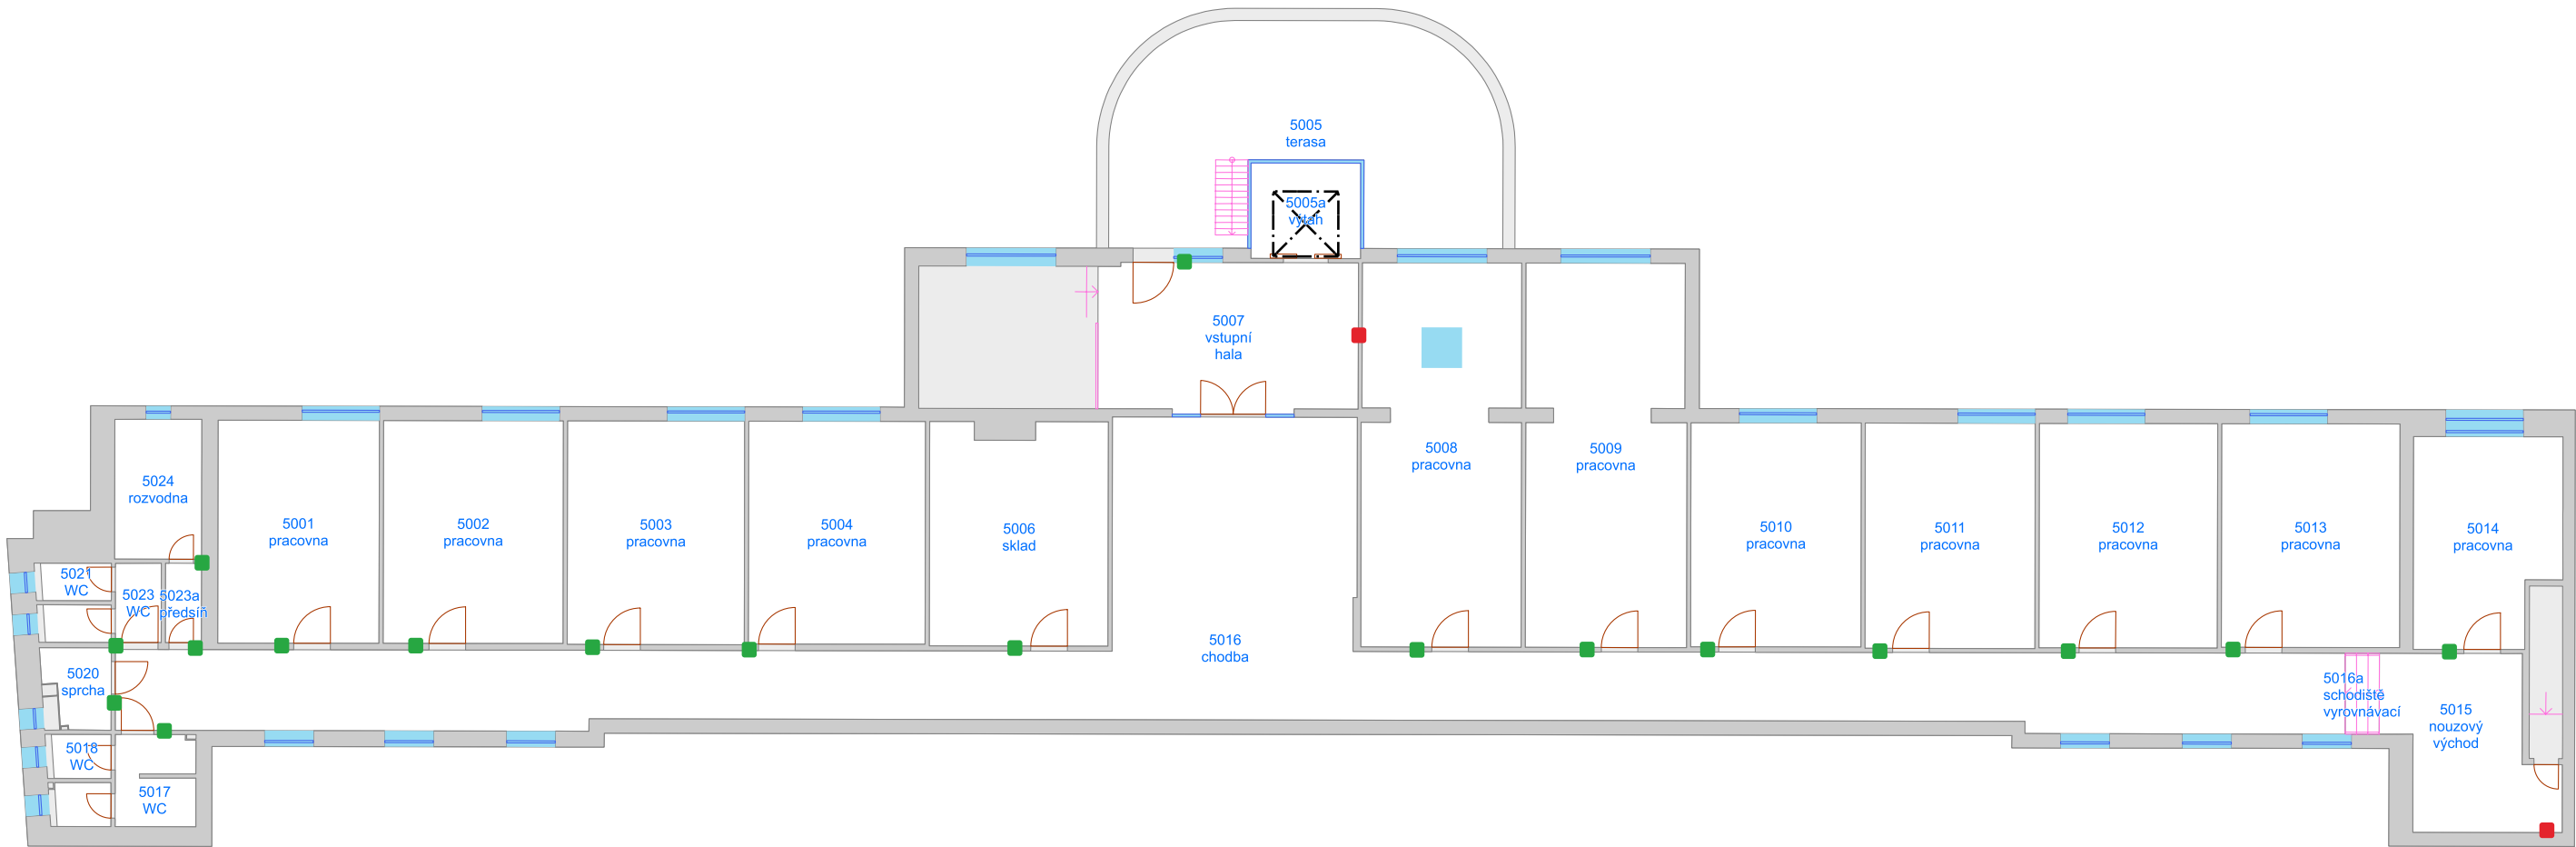 5005
terasa
5005a
výtah
5007
vstupní
hala
5008
pracovna
5009
pracovna
5024
rozvodna
5001
pracovna
5002
pracovna
5003
pracovna
5004
pracovna
5006
sklad
5010
pracovna
5011
pracovna
5012
pracovna
5013
pracovna
5014
pracovna
5021
WC
5023
WC
5023a
předsíň
5020
sprcha
5016
chodba
5016a
schodiště
vyrovnávací
5015
nouzový
východ
5018
WC
5017
WC